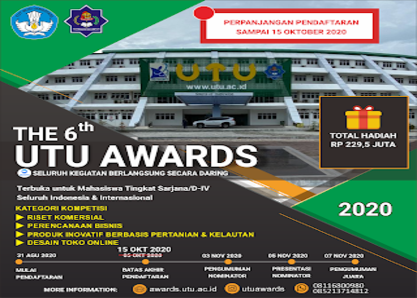 PERPANJANGAN PENDAFTARAN
SAMPAI 15 OKTOBER 2020
UTU
www.utu.ac.id
THE 6th
UTU AWARDS
SELURUH KEGIATAN BERLANGSUNG SECARA DARING
TOTAL HADIAH
RP 229,5 JUTA
Terbuka untuk Mahasiswa Tingkat Sarjana/D-IV
Seluruh Indonesia & Internasional
KATEGORI KOMPETISI
RISET KOMERSIAL
PERENCANAAN BISNIS
PRODUK INOVATIF BERBASIS PERTANIAN & KELAUTAN
DESAIN TOKO ONLINE
2020
15 OKT 2020
31 AGU 2020 05 OKT 2020 03 NOV 2020 05 NOV 2020 07 NOV 2020
MULAI PENDAFTARAN
BATAS AKHIR PENDAFTARAN
PENGUMUMAN NOMINATOR
PRESENTASI NOMINATOR
PENGUMUMAN JUARA
MORE INFORMATION: awards.utu.ac.id utuawards 08116800980
085213714812